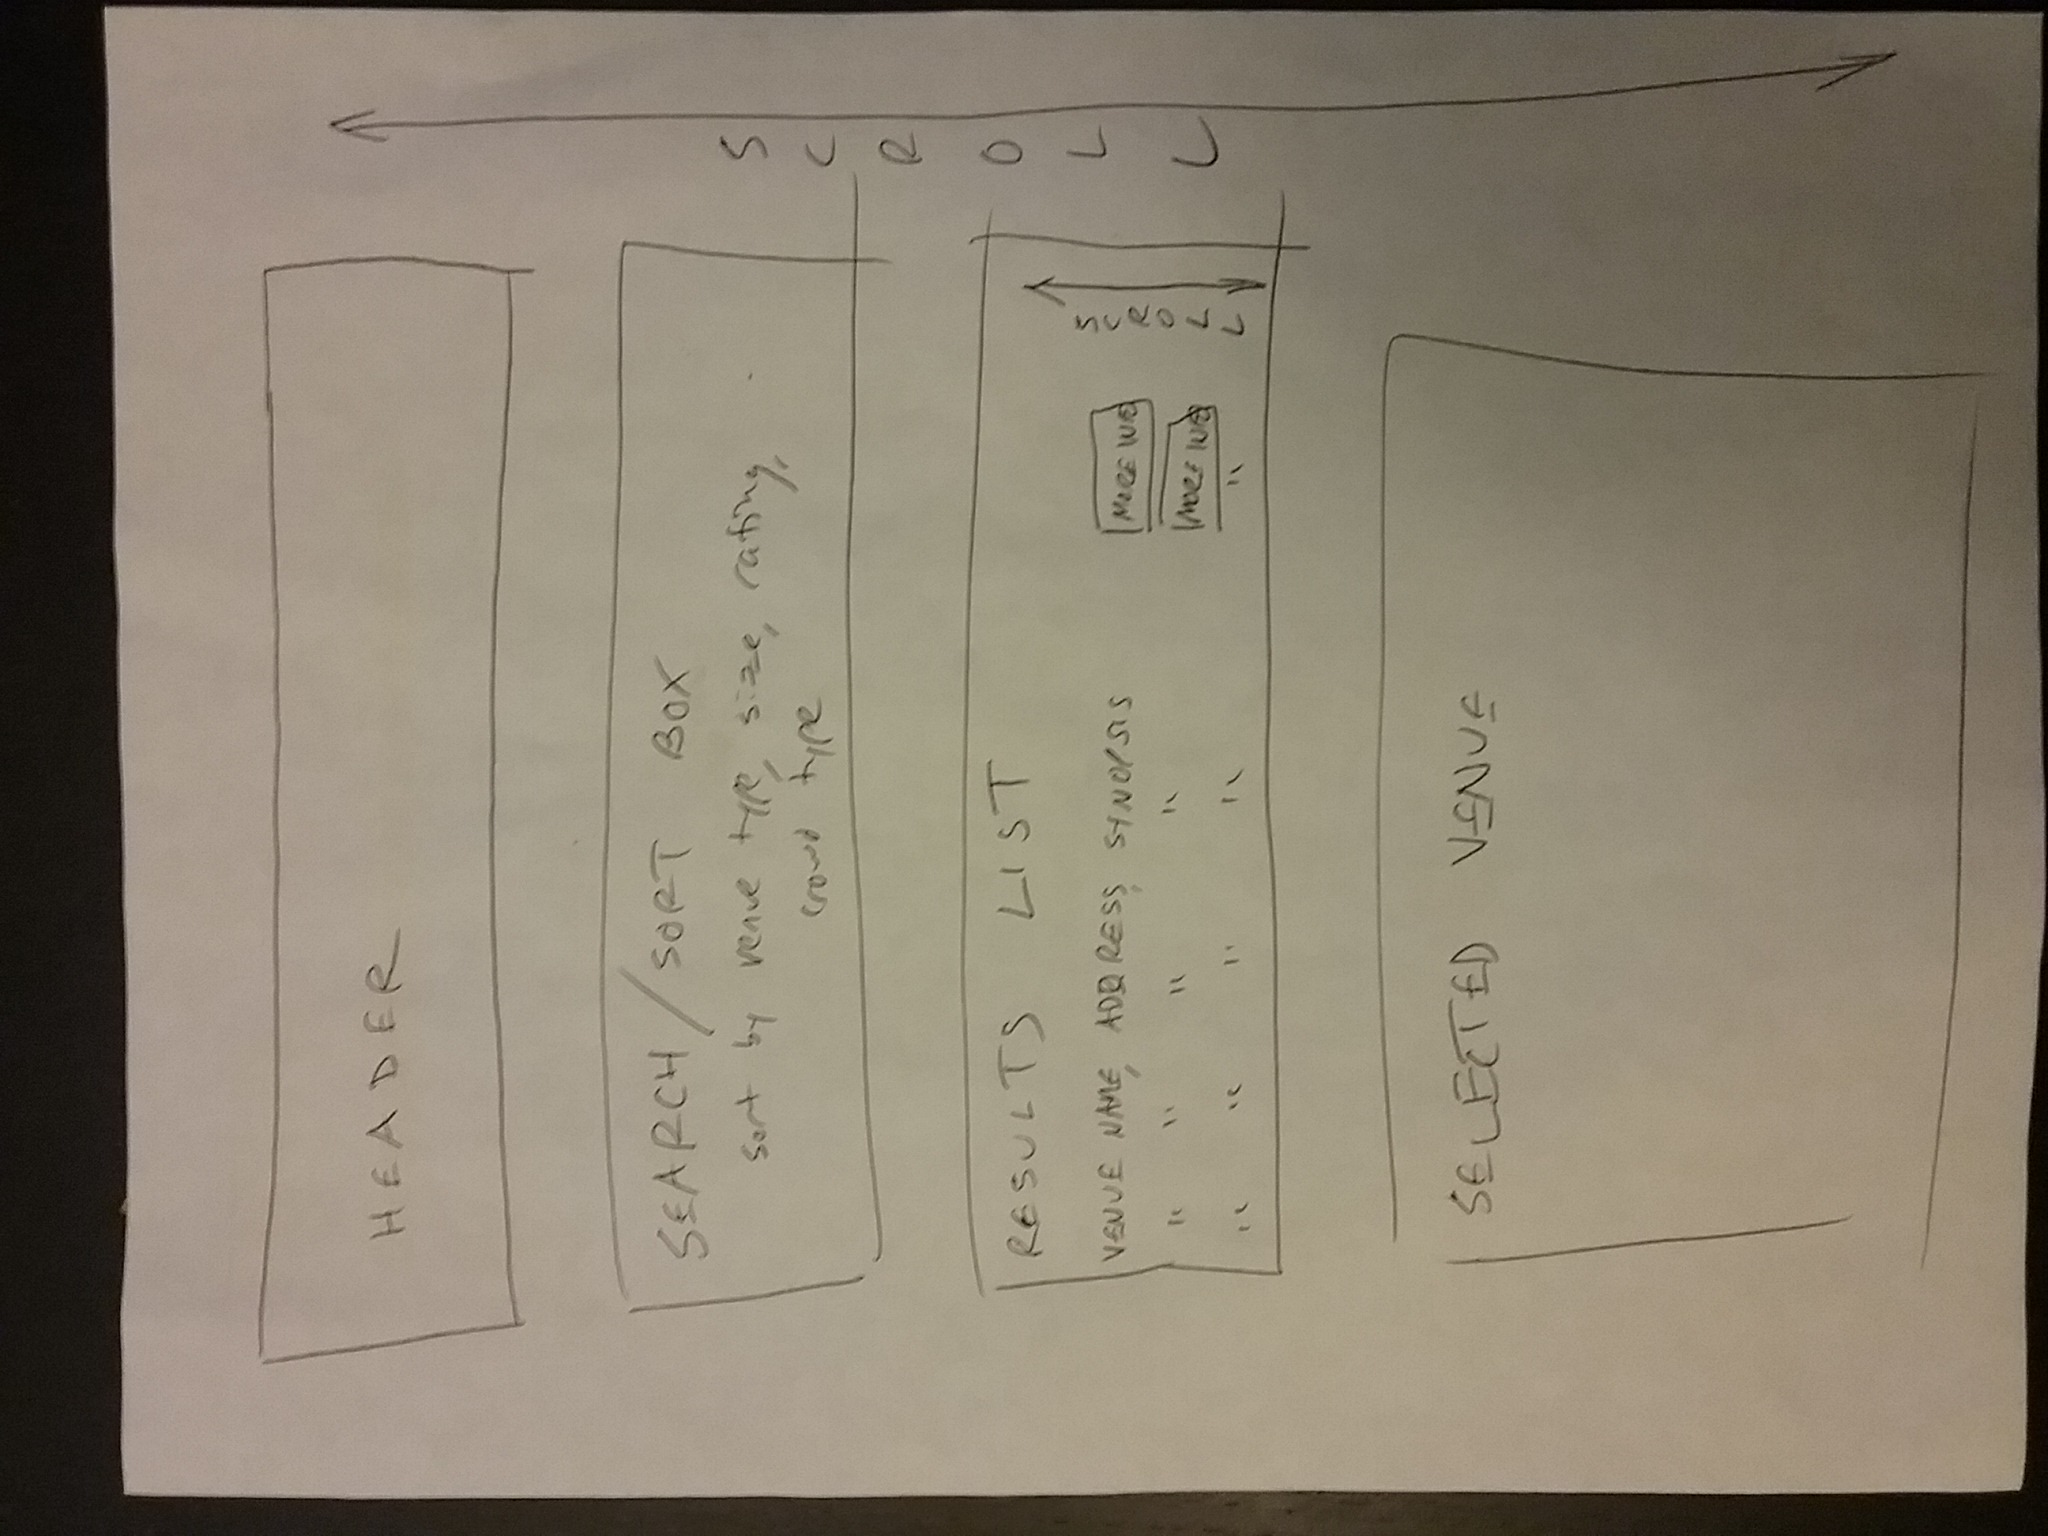 HEADER
SEARCH / SORT BOX
sort by venue type, size, rating,
crowd type
RESULTS LIST
VENUE NAME, ADDRESS, SYNOPSIS MORE INFO
" " " " MORE INFO
" " " " "
SCROLL
SELECTED VENUE
SCROLL